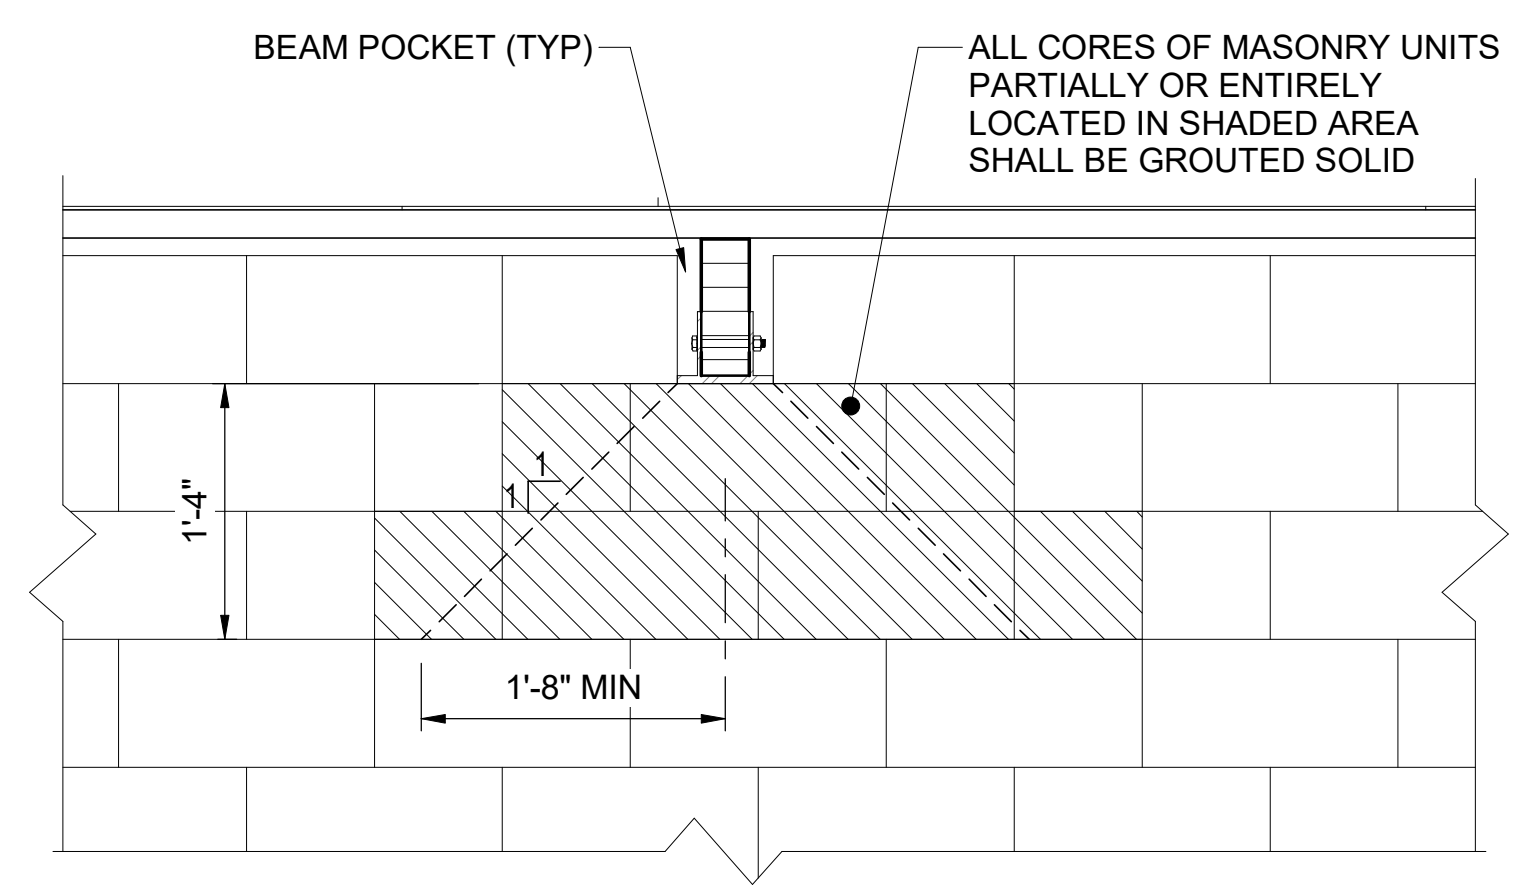 BEAM POCKET (TYP)
ALL CORES OF MASONRY UNITS
PARTIALLY OR ENTIRELY
LOCATED IN SHADED AREA
SHALL BE GROUTED SOLID
1'-4"
1
1
1'-8" MIN